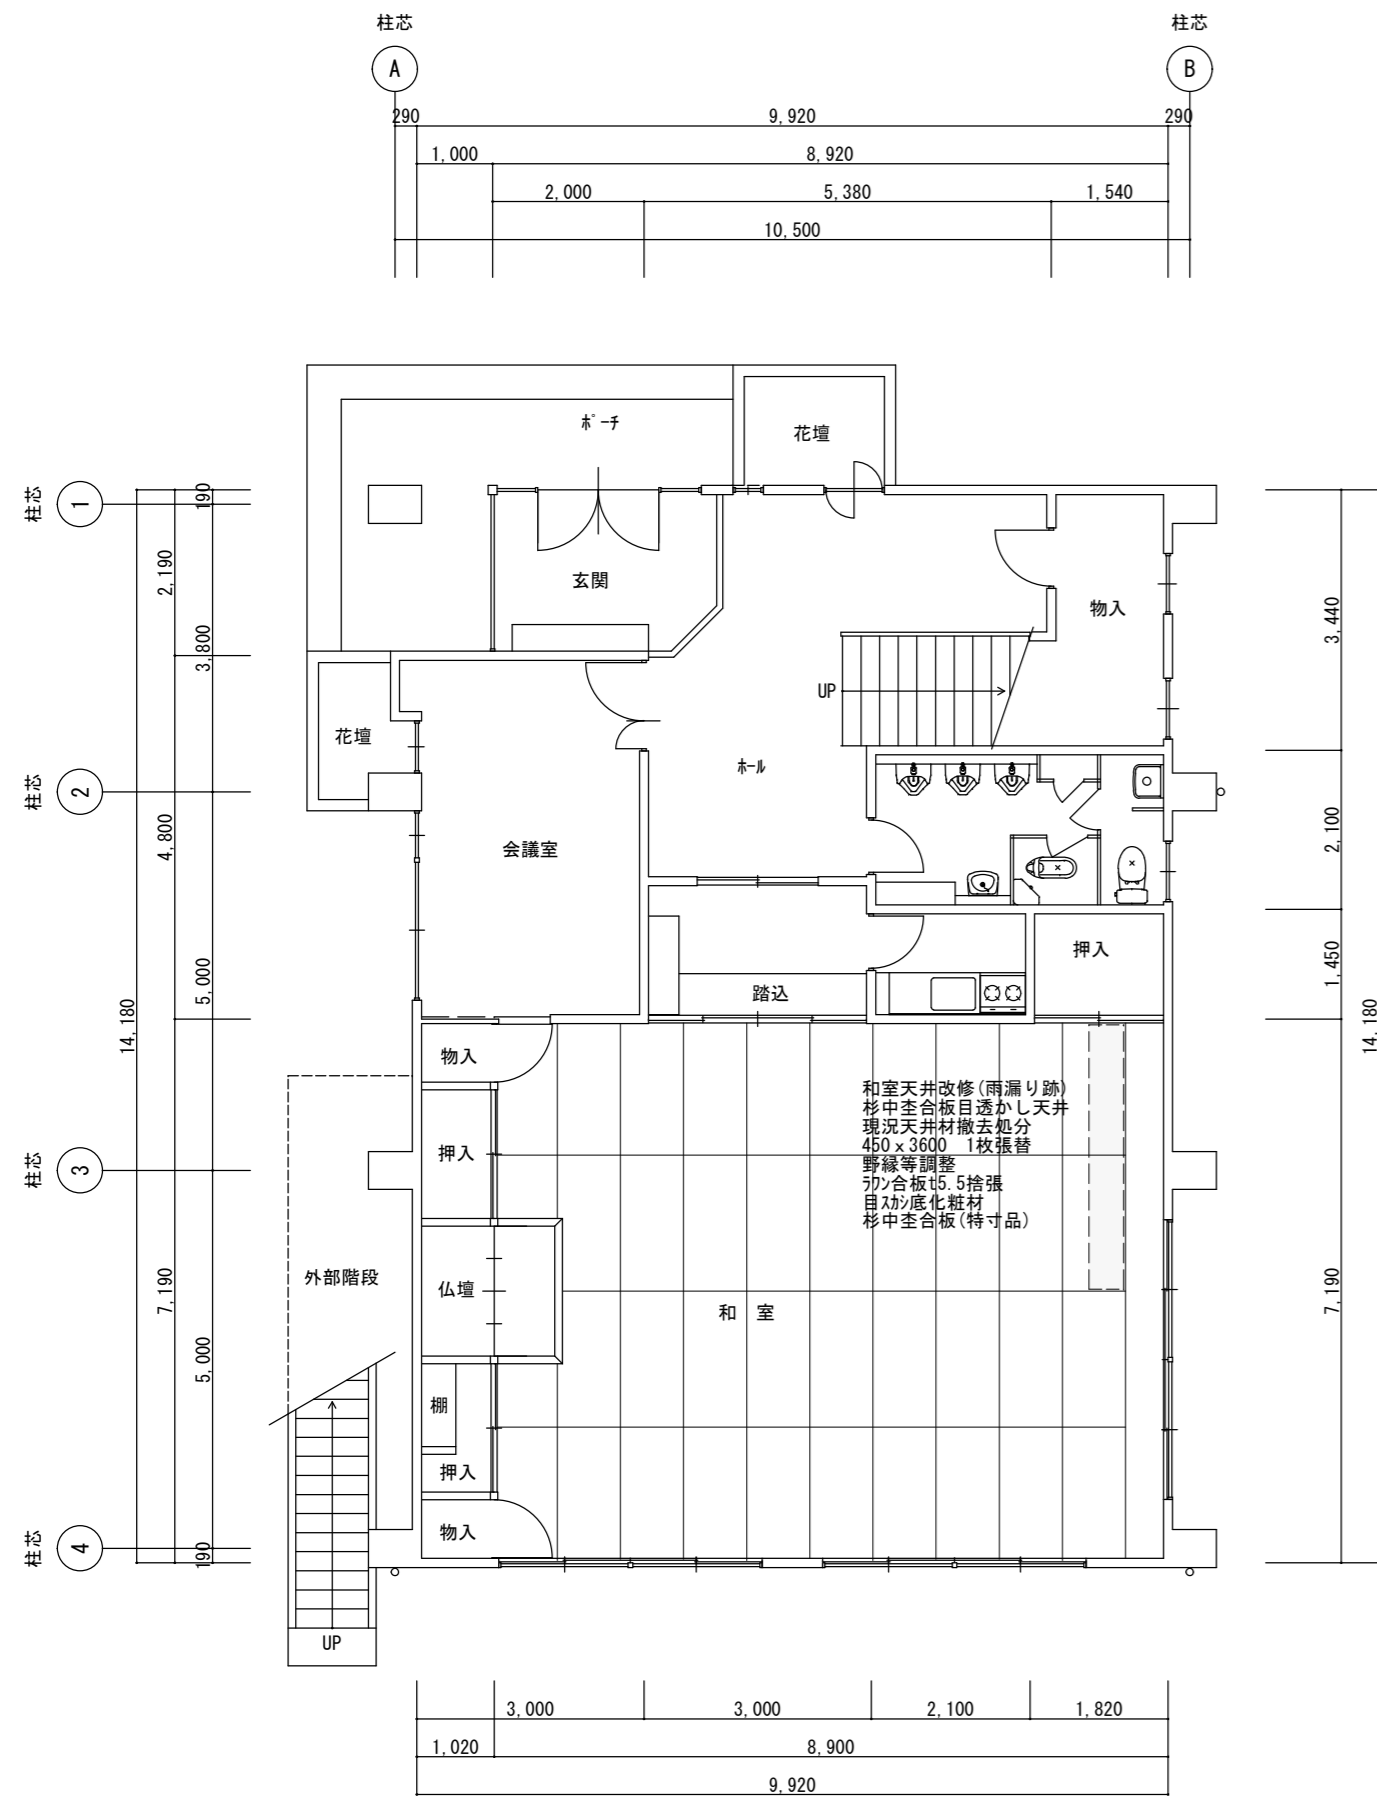 柱芯 柱芯
A B
290 9,920 290
1,000 8,920
2,000 5,380 1,540
10,500
ポーチ
花壇
柱芯 1
190
2,190
玄関
物入
3,440
3,800
UP
花壇
ホール
柱芯 2
4,800
会議室
2,100
押入
1,450
5,000
踏込
14,180
14,180
物入
和室天井改修(雨漏り跡)
杉中杢合板目透かし天井
現況天井材撤去処分
450x3600 1枚張替
野縁等調整
ﾗﾜﾝ合板t5.5捨張
目ｽｶｼ底化粧材
杉中杢合板(特寸品)
押入
柱芯 3
外部階段
仏壇
7,190
7,190
和 室
5,000
棚
押入
物入
柱芯 4
190
UP
3,000 3,000 2,100 1,820
1,020 8,900
9,920